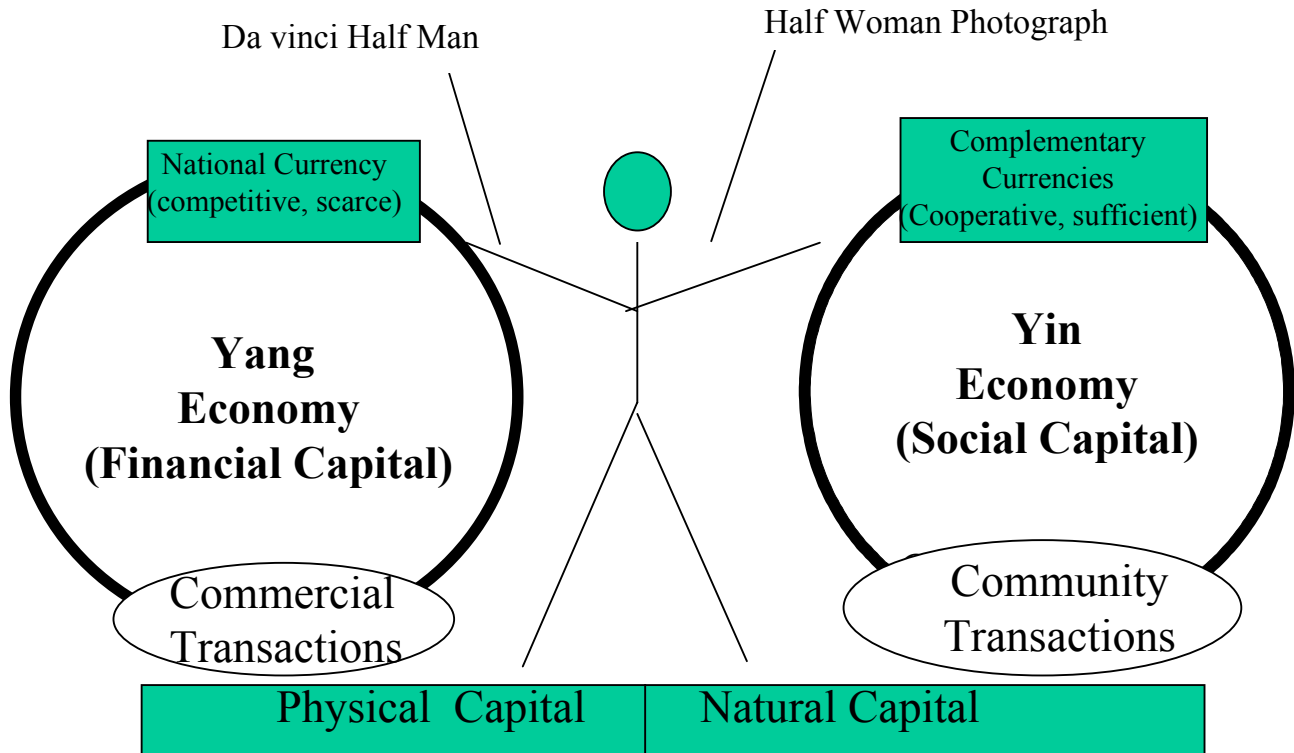 Da vinci Half Man
Half Woman Photograph
National Currency
(competitive, scarce)
Complementary
Currencies
(Cooperative, sufficient)
Yang
Economy
(Financial Capital)
Yin
Economy
(Social Capital)
Commercial
Transactions
Community
Transactions
Physical Capital
Natural Capital